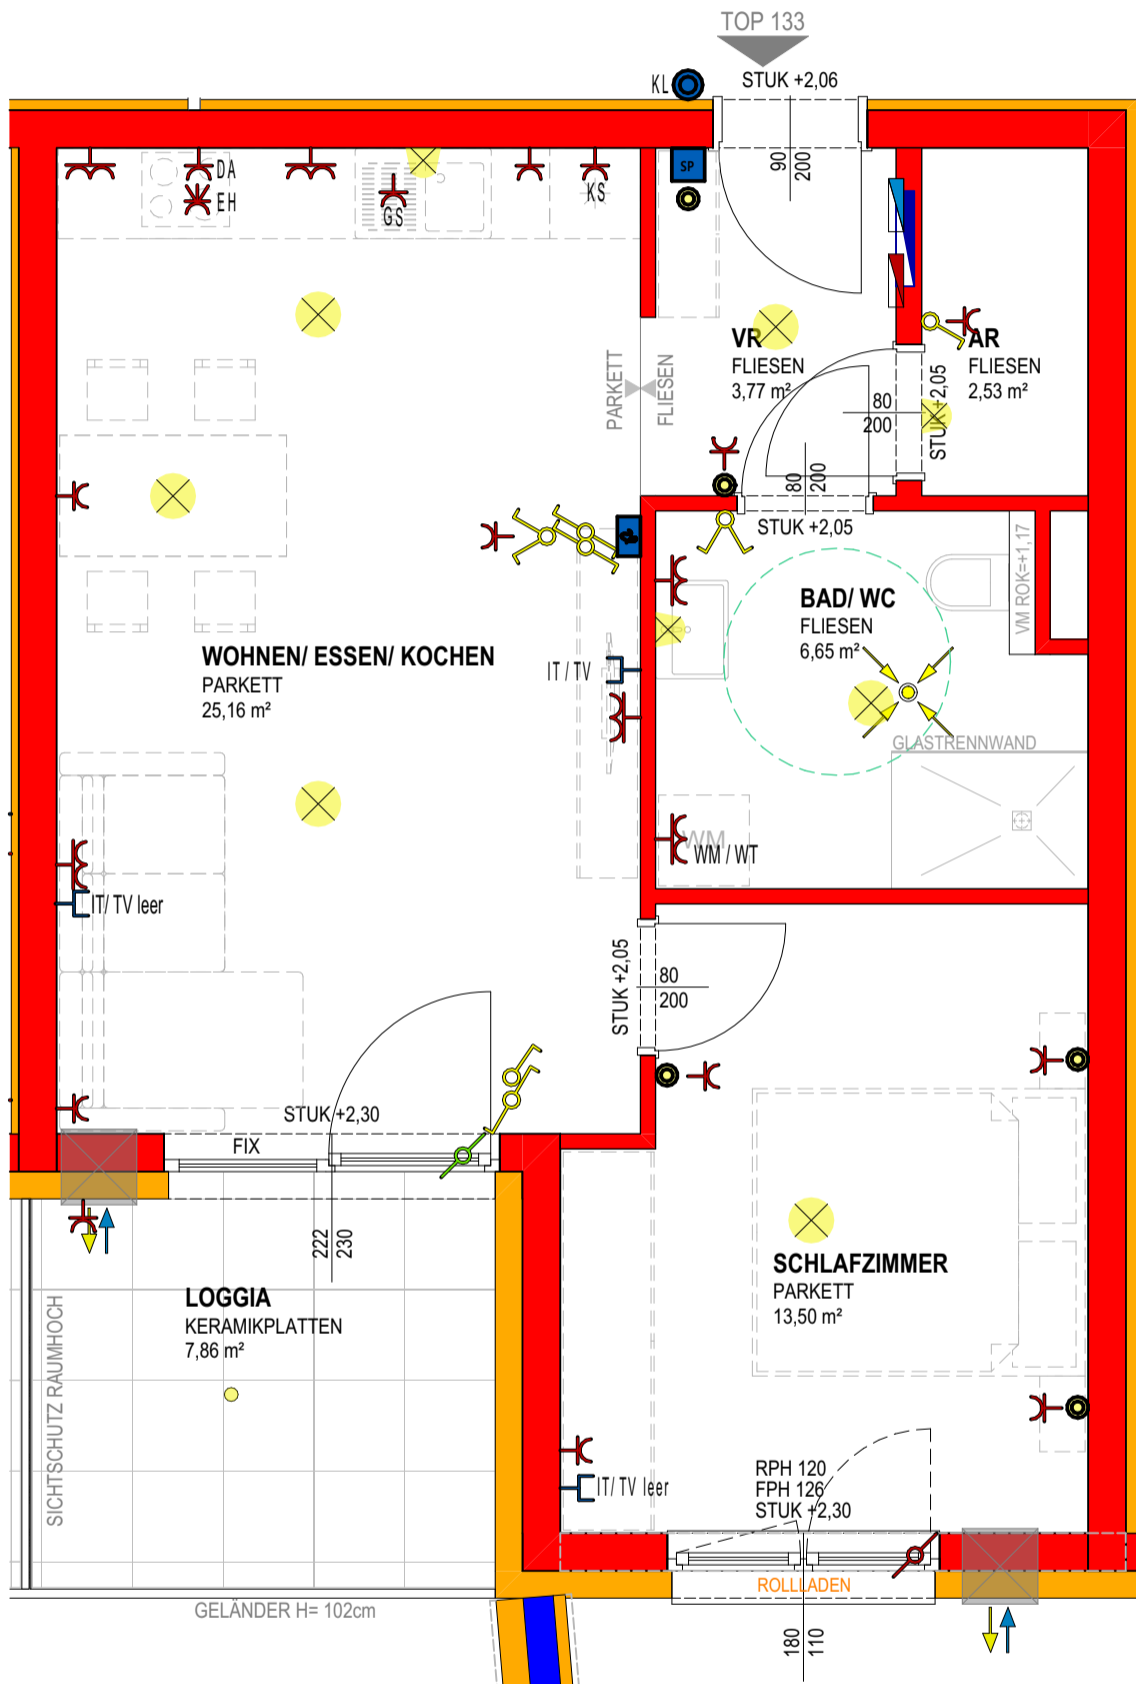 TOP 133
KL
STUK +2,06
90
200
SP
DA
EH
GS
KS
VR
FLIESEN
3,77 m²
AR
FLIESEN
2,53 m²
PARKETT
FLIESEN
80
200
STUK +2,05
80
200
STUK +2,05
VM ROK=+1,17
BAD/ WC
FLIESEN
6,65 m²
WOHNEN/ ESSEN/ KOCHEN
PARKETT
25,16 m²
IT / TV
GLASTRENNWAND
WM
WM / WT
IT/ TV leer
STUK +2,05
80
200
STUK +2,30
FIX
222
230
LOGGIA
KERAMIKPLATTEN
7,86 m²
SICHTSCHUTZ RAUMHOCH
SCHLAFZIMMER
PARKETT
13,50 m²
IT/ TV leer
RPH 120
FPH 126
STUK +2,30
ROLLLADEN
GELÄNDER H= 102cm
180
110